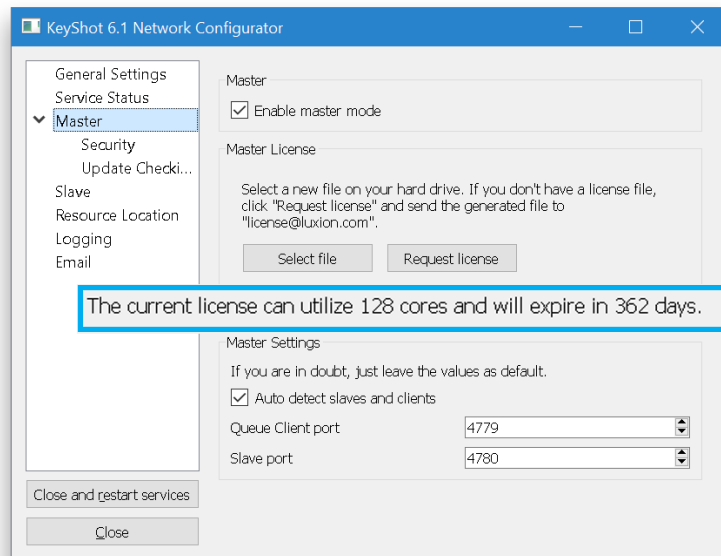 KeyShot 6.1 Network Configurator
General Settings
Service Status
Master
Security
Update Checki...
Slave
Resource Location
Logging
Email
Close and restart services
Close
Master
Enable master mode
Master License
Select a new file on your hard drive. If you don't have a license file,
click "Request license" and send the generated file to
"license@luxion.com".
Select file
Request license
The current license can utilize 128 cores and will expire in 362 days.
Master Settings
If you are in doubt, just leave the values as default.
Auto detect slaves and clients
Queue Client port
4779
Slave port
4780